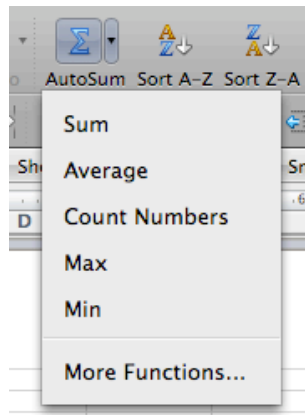 AutoSum Sort A-Z Sort Z-A
Sum
Average
Count Numbers
Max
Min
More Functions...
D